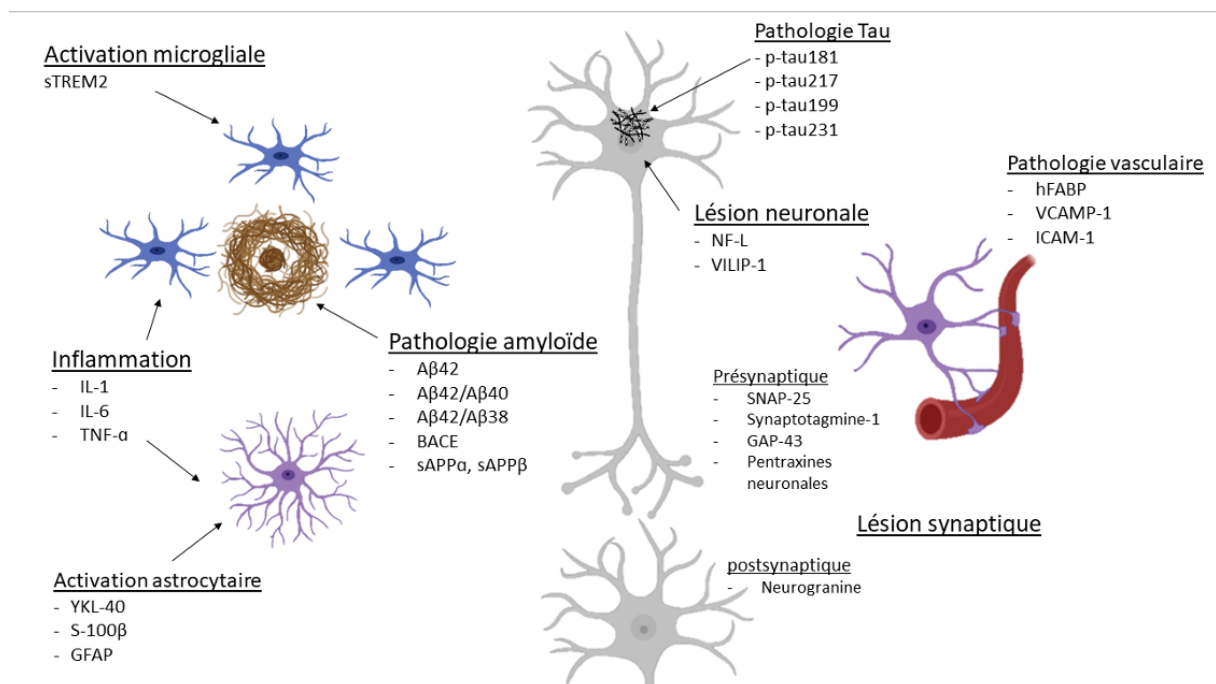 Activation microgliale
sTREM2
Inflammation
- IL-1
- IL-6
- TNF-α
Activation astrocytaire
- YKL-40
- S-100β
- GFAP
Pathologie amyloïde
- Aβ42
- Aβ42/Aβ40
- Aβ42/Aβ38
- BACE
- sAPPα, sAPPβ
Pathologie Tau
- p-tau181
- p-tau217
- p-tau199
- p-tau231
Lésion neuronale
- NF-L
- VILIP-1
Pathologie vasculaire
- hFABP
- VCAMP-1
- ICAM-1
Présynaptique
- SNAP-25
- Synaptotagmine-1
- GAP-43
- Pentraxines
neuronales
Lésion synaptique
postsynaptique
- Neurogranine